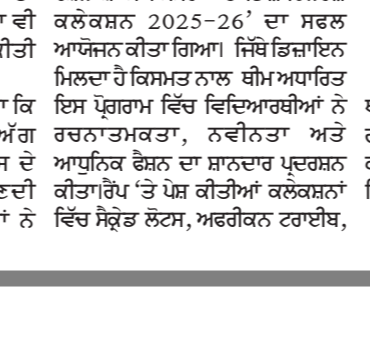 ਵੀ
ਕੀਤੀ
ਕਿ
ਦੇ
ਨੇ
ਕਲੇਕਸ਼ਨ 2025-26’ ਦਾ ਸਫਲ
ਆਯੋਜਨ ਕੀਤਾ ਗਿਆ। ਜਿੱਥੇ ਡਿਜ਼ਾਇਨ
ਮਿਲਦਾ ਹੈ ਕਿਸਮਤ ਨਾਲ ਥੀਮ ਅਧਾਰਿਤ
ਇਸ ਪ੍ਰੋਗਰਾਮ ਵਿੱਚ ਵਿਦਿਆਰਥੀਆਂ ਨੇ
ਰਚਨਾਤਮਕਤਾ, ਨਵੀਨਤਾ ਅਤੇ
ਆਧੁਨਿਕ ਫੈਸ਼ਨ ਦਾ ਸ਼ਾਨਦਾਰ ਪ੍ਰਦਰਸ਼ਨ
ਕੀਤਾ।ਰੈਂਪ ‘ਤੇ ਪੇਸ਼ ਕੀਤੀਆਂ ਕਲੇਕਸ਼ਨਾਂ
ਵਿੱਚ ਸੈਕ੍ਰੇਡ ਲੋਟਸ, ਅਫਰੀਕਨ ਟਰਾਈਬ,